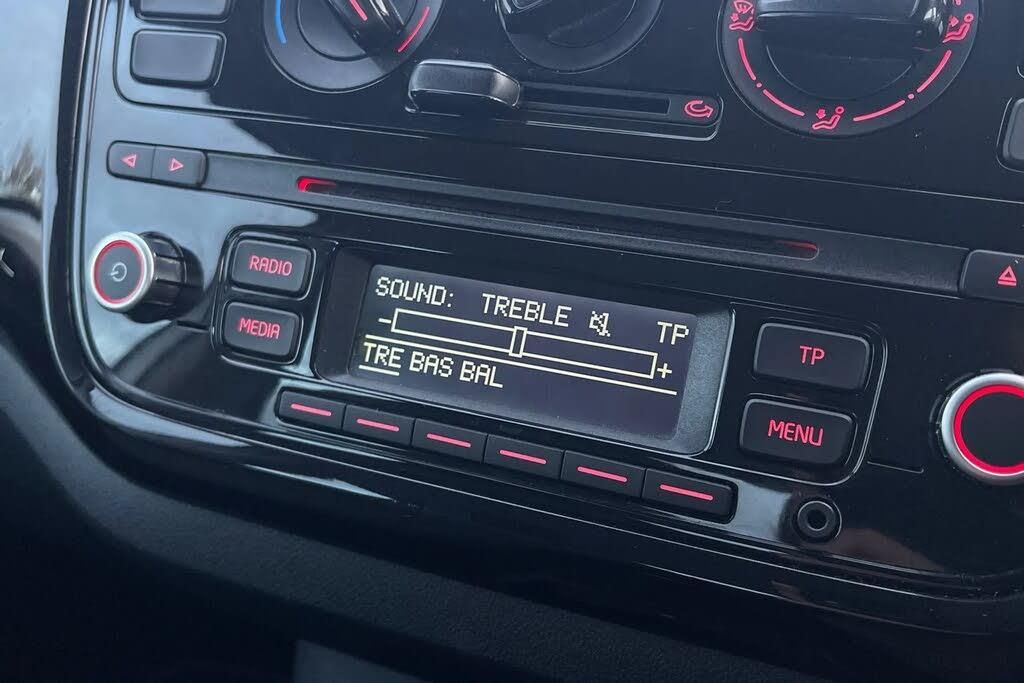 RADIO
MEDIA
SOUND: TREBLE TP
- +
TRE BAS BAL
TP
MENU